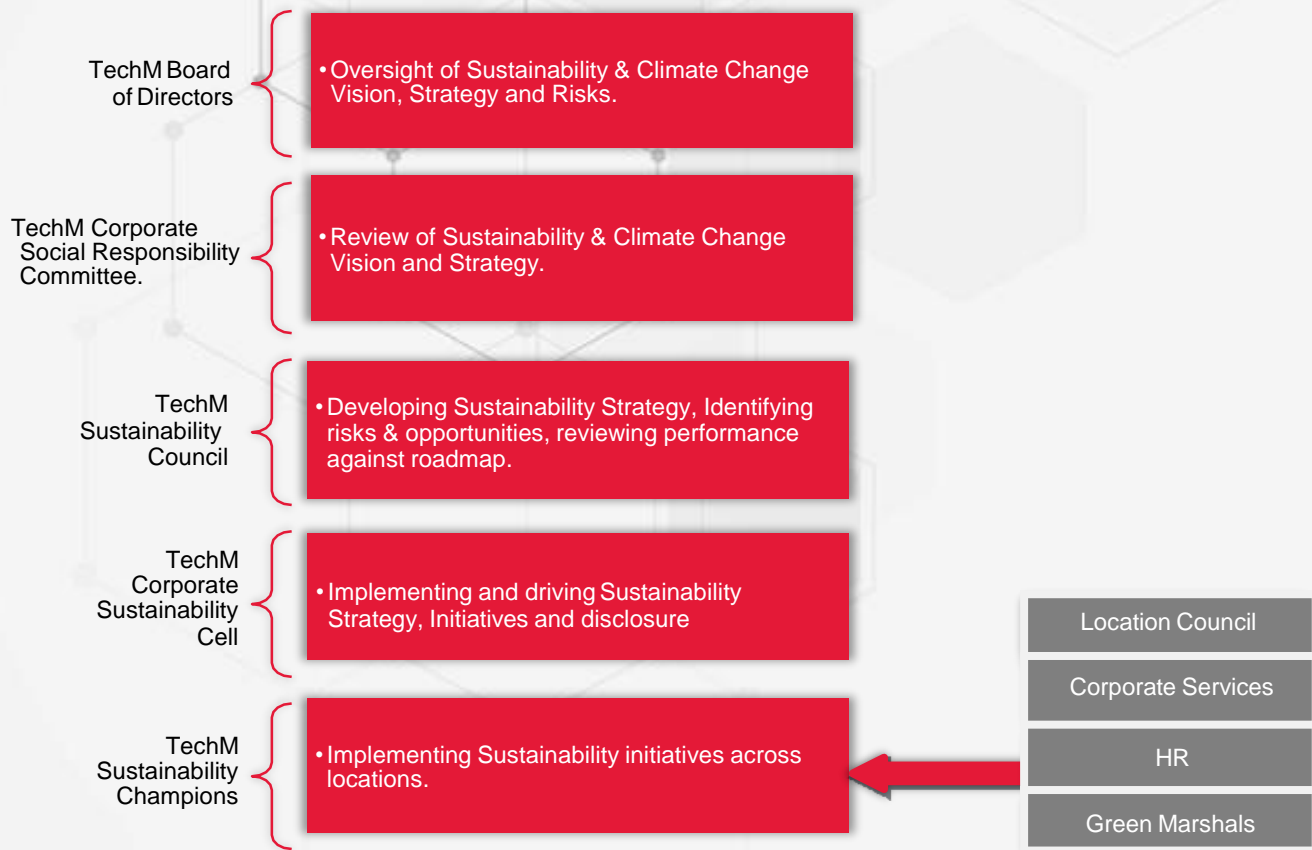 TechM Board
of Directors
• Oversight of Sustainability & Climate Change
Vision, Strategy and Risks.
TechM Corporate
Social Responsibility
Committee.
• Review of Sustainability & Climate Change
Vision and Strategy.
TechM
Sustainability
Council
• Developing Sustainability Strategy, Identifying
risks & opportunities, reviewing performance
against roadmap.
TechM
Corporate
Sustainability
Cell
• Implementing and driving Sustainability
Strategy, Initiatives and disclosure
TechM
Sustainability
Champions
• Implementing Sustainability initiatives across
locations.
Location Council
Corporate Services
HR
Green Marshals